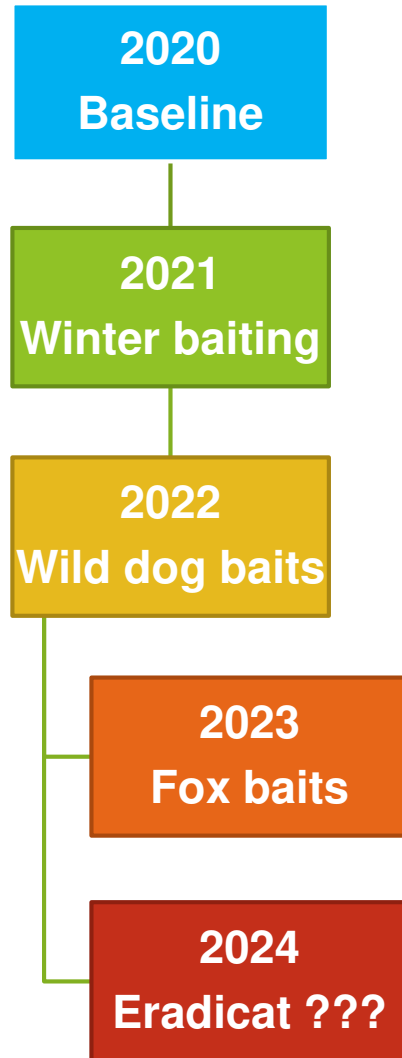 2020
Baseline
2021
Winter baiting
2022
Wild dog baits
2023
Fox baits
2024
Eradicat ???